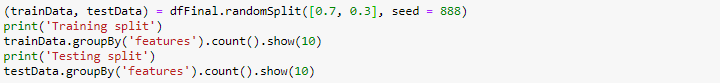 (trainData, testData) = dfFinal.randomSplit([0.7, 0.3], seed = 888)
print('Training split')
trainData.groupBy('features').count().show(10)
print('Testing split')
testData.groupBy('features').count().show(10)